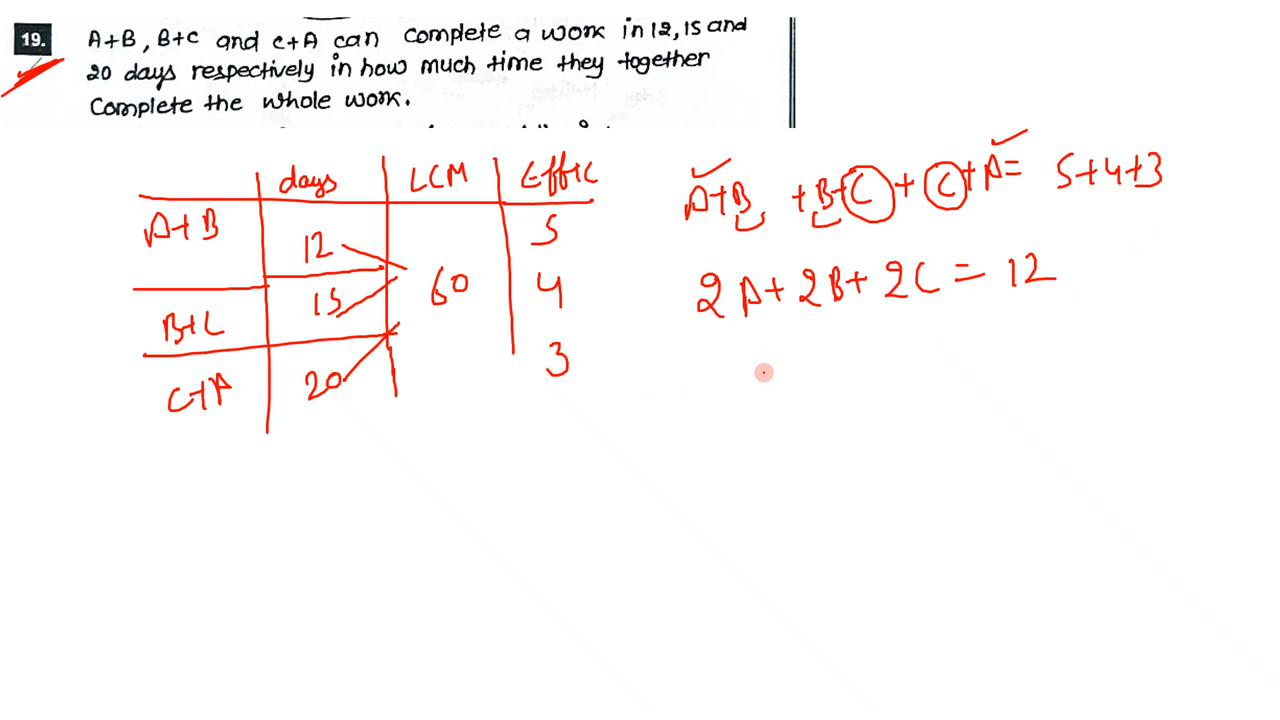 19. A+B, B+C and C+A can complete a work in 12, 15 and
20 days respectively in how much time they together
Complete the whole work.
days LCM Effic
A+B 12 5
60
B+C 15 4
C+A 20 3
A+B + B+C + C+A = 5+4+3
2A+2B+2C = 12